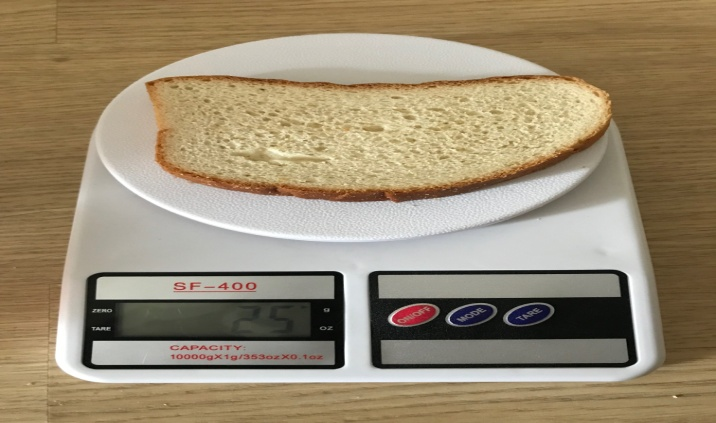 SF-400
ZERO
25
g
TARE
OZ
CAPACITY:
10000gX1g/353ozX0.1oz
ON/OFF
MODE
TARE